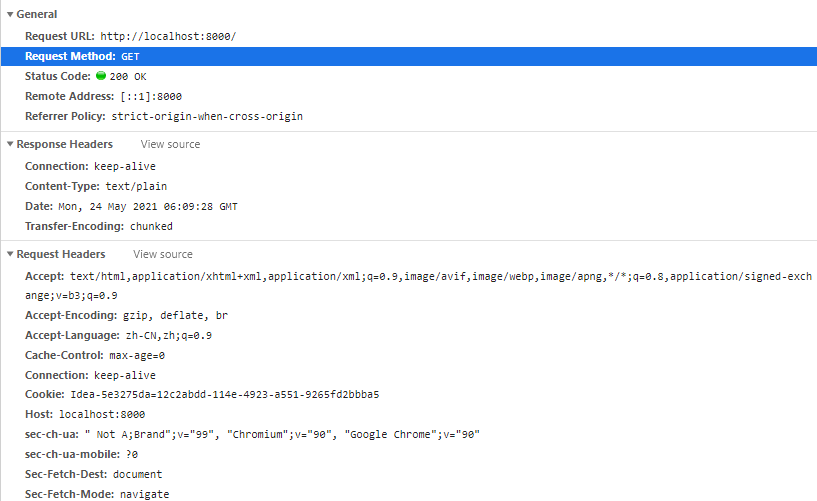 General
Request URL: http://localhost:8000/
Request Method: GET
Status Code: 200 OK
Remote Address: [::1]:8000
Referrer Policy: strict-origin-when-cross-origin
Response Headers View source
Connection: keep-alive
Content-Type: text/plain
Date: Mon, 24 May 2021 06:09:28 GMT
Transfer-Encoding: chunked
Request Headers View source
Accept: text/html,application/xhtml+xml,application/xml;q=0.9,image/avif,image/webp,image/apng,*/*;q=0.8,application/signed-exch
ange;v=b3;q=0.9
Accept-Encoding: gzip, deflate, br
Accept-Language: zh-CN,zh;q=0.9
Cache-Control: max-age=0
Connection: keep-alive
Cookie: Idea-5e3275da=12c2abdd-114e-4923-a551-9265fd2bbba5
Host: localhost:8000
sec-ch-ua: " Not A;Brand";v="99", "Chromium";v="90", "Google Chrome";v="90"
sec-ch-ua-mobile: ?0
Sec-Fetch-Dest: document
Sec-Fetch-Mode: navigate